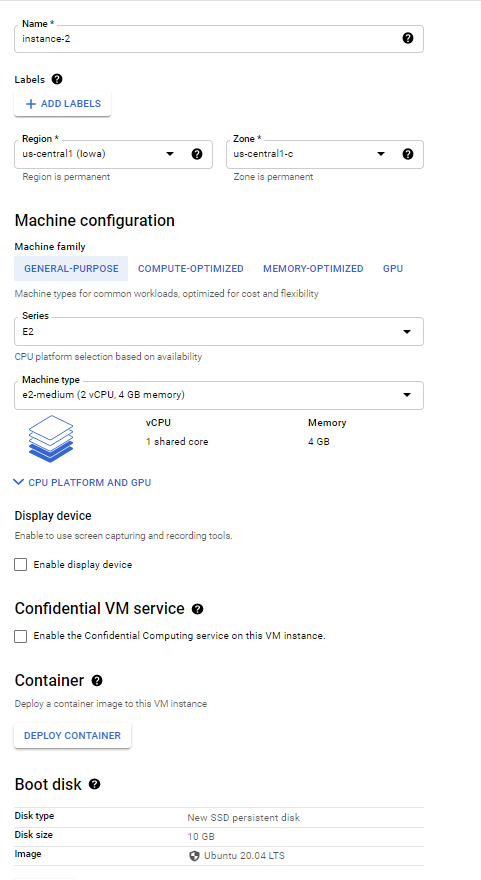 Name *
instance-2
Labels
ADD LABELS
Region *
us-central1 (Iowa)
Zone *
us-central1-c
Region is permanent
Zone is permanent
Machine configuration
Machine family
GENERAL-PURPOSE COMPUTE-OPTIMIZED MEMORY-OPTIMIZED GPU
Machine types for common workloads, optimized for cost and flexibility
Series
E2
CPU platform selection based on availability
Machine type
e2-medium (2 vCPU, 4 GB memory)
vCPU Memory
1 shared core 4 GB
CPU PLATFORM AND GPU
Display device
Enable to use screen capturing and recording tools.
Enable display device
Confidential VM service
Enable the Confidential Computing service on this VM instance.
Container
Deploy a container image to this VM instance
DEPLOY CONTAINER
Boot disk
Disk type New SSD persistent disk
Disk size 10 GB
Image Ubuntu 20.04 LTS